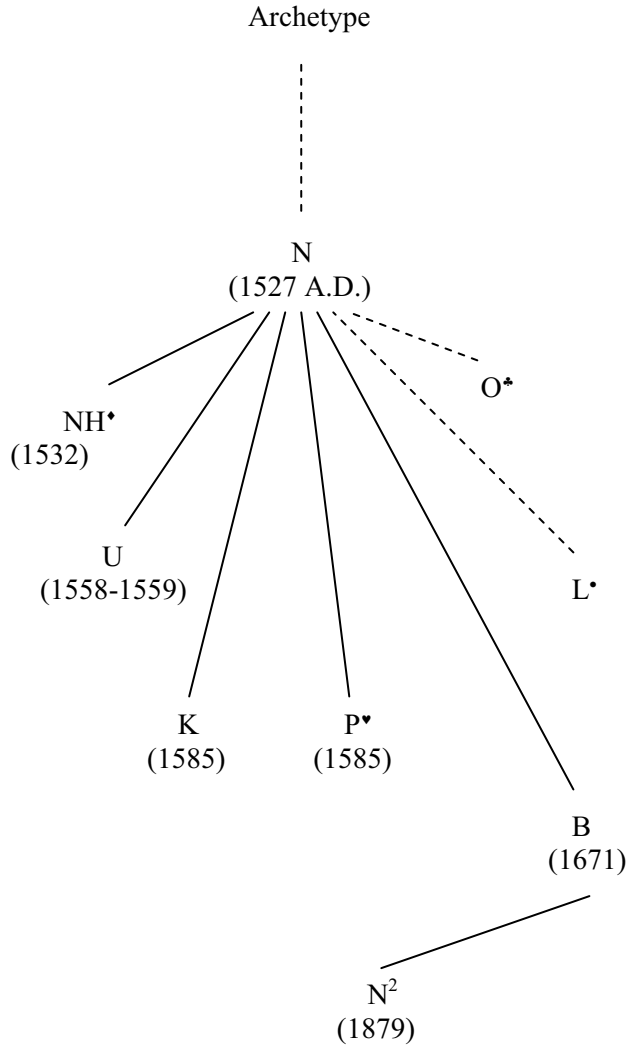 Archetype
N
(1527 A.D.)
O♣
NH♦
(1532)
U
(1558-1559)
L•
K
(1585)
P♥
(1585)
B
(1671)
N²
(1879)